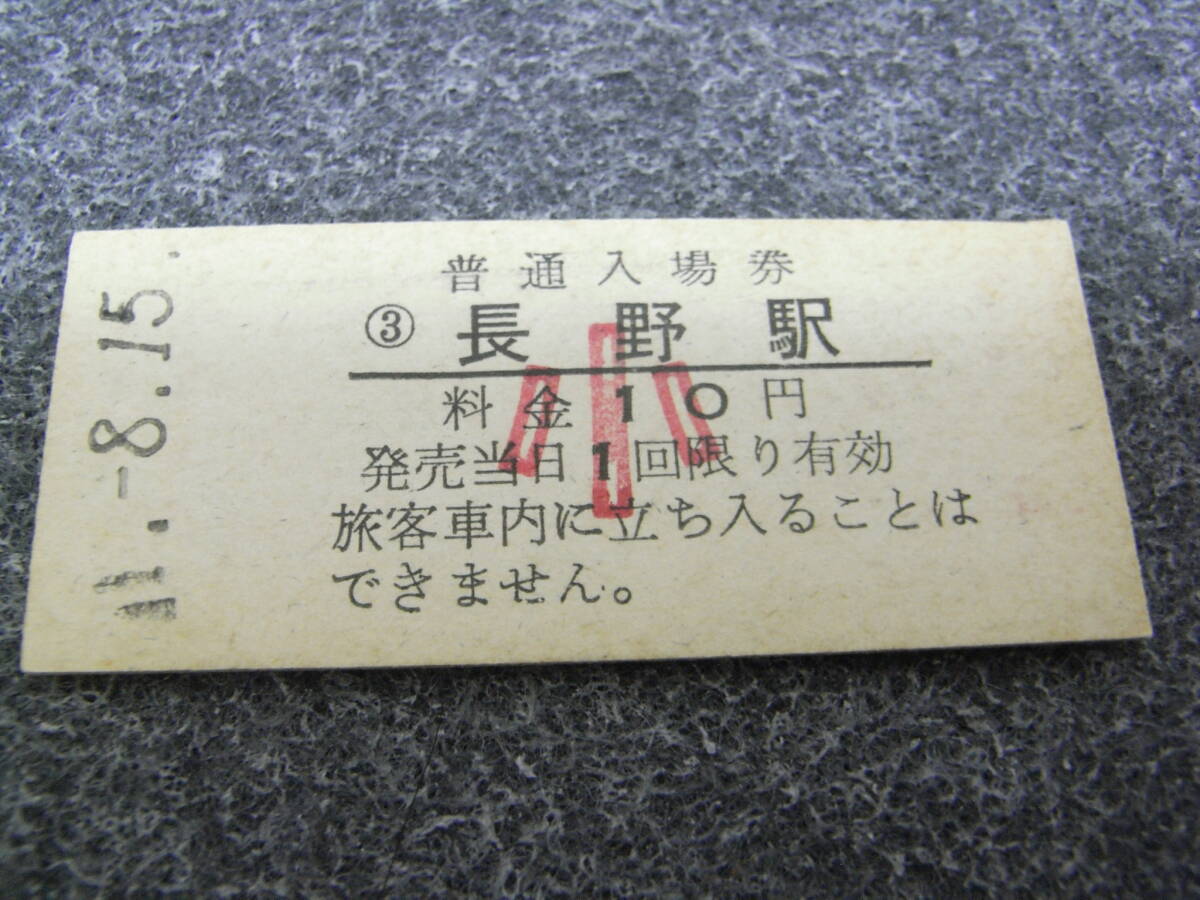 普通入場券
③ 長野駅
料金10円
発売当日1回限り有効
旅客車内に立ち入ることは
できません。
小
-8.15.